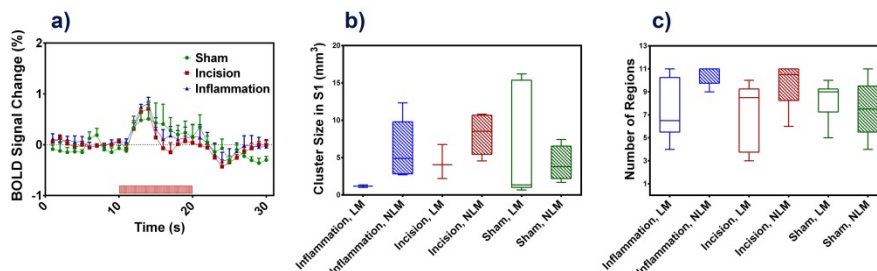 a)
BOLD Signal Change (%)
2
1
0
-1
Sham
Incision
Inflammation
0
10
20
30
Time (s)
b)
Cluster Size in S1 (mm³)
20
15
10
5
0
Inflammation, LM
Inflammation, NLM
Incision, LM
Incision, NLM
Sham, LM
Sham, NLM
c)
Number of Regions
13
11
9
7
5
3
1
Inflammation, LM
Inflammation, NLM
Incision, LM
Incision, NLM
Sham, LM
Sham, NLM